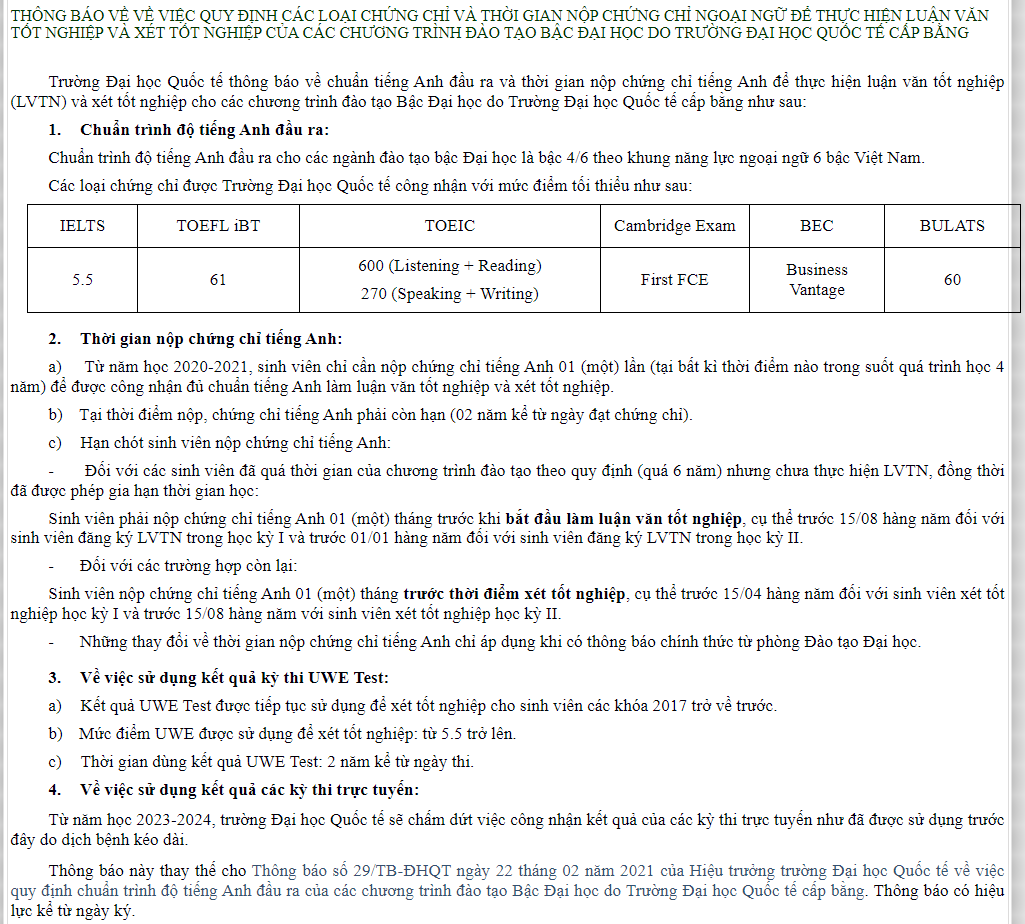 THÔNG BÁO VỀ VỀ VIỆC QUY ĐỊNH CÁC LOẠI CHỨNG CHỈ VÀ THỜI GIAN NỘP CHỨNG CHỈ NGOẠI NGỮ ĐỂ THỰC HIỆN LUẬN VĂN
TỐT NGHIỆP VÀ XÉT TỐT NGHIỆP CỦA CÁC CHƯƠNG TRÌNH ĐÀO TẠO BẬC ĐẠI HỌC DO TRƯỜNG ĐẠI HỌC QUỐC TẾ CẤP BẰNG
Trường Đại học Quốc tế thông báo về chuẩn tiếng Anh đầu ra và thời gian nộp chứng chỉ tiếng Anh để thực hiện luận văn tốt nghiệp
(LVTN) và xét tốt nghiệp cho các chương trình đào tạo Bậc Đại học do Trường Đại học Quốc tế cấp bằng như sau:
1. Chuẩn trình độ tiếng Anh đầu ra:
Chuẩn trình độ tiếng Anh đầu ra cho các ngành đào tạo bậc Đại học là bậc 4/6 theo khung năng lực ngoại ngữ 6 bậc Việt Nam.
Các loại chứng chỉ được Trường Đại học Quốc tế công nhận với mức điểm tối thiểu như sau:
IELTS TOEFL iBT TOEIC Cambridge Exam BEC BULATS
5.5 61 600 (Listening + Reading) First FCE Business 60
270 (Speaking + Writing) Vantage
2. Thời gian nộp chứng chỉ tiếng Anh:
a) Từ năm học 2020-2021, sinh viên chỉ cần nộp chứng chỉ tiếng Anh 01 (một) lần (tại bất kì thời điểm nào trong suốt quá trình học 4
năm) để được công nhận đủ chuẩn tiếng Anh làm luận văn tốt nghiệp và xét tốt nghiệp.
b) Tại thời điểm nộp, chứng chỉ tiếng Anh phải còn hạn (02 năm kể từ ngày đạt chứng chỉ).
c) Hạn chót sinh viên nộp chứng chỉ tiếng Anh:
- Đối với các sinh viên đã quá thời gian của chương trình đào tạo theo quy định (quá 6 năm) nhưng chưa thực hiện LVTN, đồng thời
đã được phép gia hạn thời gian học:
Sinh viên phải nộp chứng chỉ tiếng Anh 01 (một) tháng trước khi bắt đầu làm luận văn tốt nghiệp, cụ thể trước 15/08 hàng năm đối với
sinh viên đăng ký LVTN trong học kỳ I và trước 01/01 hàng năm đối với sinh viên đăng ký LVTN trong học kỳ II.
- Đối với các trường hợp còn lại:
Sinh viên nộp chứng chỉ tiếng Anh 01 (một) tháng trước thời điểm xét tốt nghiệp, cụ thể trước 15/04 hàng năm đối với sinh viên xét tốt
nghiệp học kỳ I và trước 15/08 hàng năm với sinh viên xét tốt nghiệp học kỳ II.
- Những thay đổi về thời gian nộp chứng chỉ tiếng Anh chỉ áp dụng khi có thông báo chính thức từ phòng Đào tạo Đại học.
3. Về việc sử dụng kết quả kỳ thi UWE Test:
a) Kết quả UWE Test được tiếp tục sử dụng để xét tốt nghiệp cho sinh viên các khóa 2017 trở về trước.
b) Mức điểm UWE được sử dụng để xét tốt nghiệp: từ 5.5 trở lên.
c) Thời gian dùng kết quả UWE Test: 2 năm kể từ ngày thi.
4. Về việc sử dụng kết quả các kỳ thi trực tuyến:
Từ năm học 2023-2024, trường Đại học Quốc tế sẽ chấm dứt việc công nhận kết quả của các kỳ thi trực tuyến như đã được sử dụng trước
đây do dịch bệnh kéo dài.
Thông báo này thay thế cho Thông báo số 29/TB-ĐHQT ngày 22 tháng 02 năm 2021 của Hiệu trưởng trường Đại học Quốc tế về việc
quy định chuẩn trình độ tiếng Anh đầu ra của các chương trình đào tạo Bậc Đại học do Trường Đại học Quốc tế cấp bằng. Thông báo có hiệu
lực kể từ ngày ký.